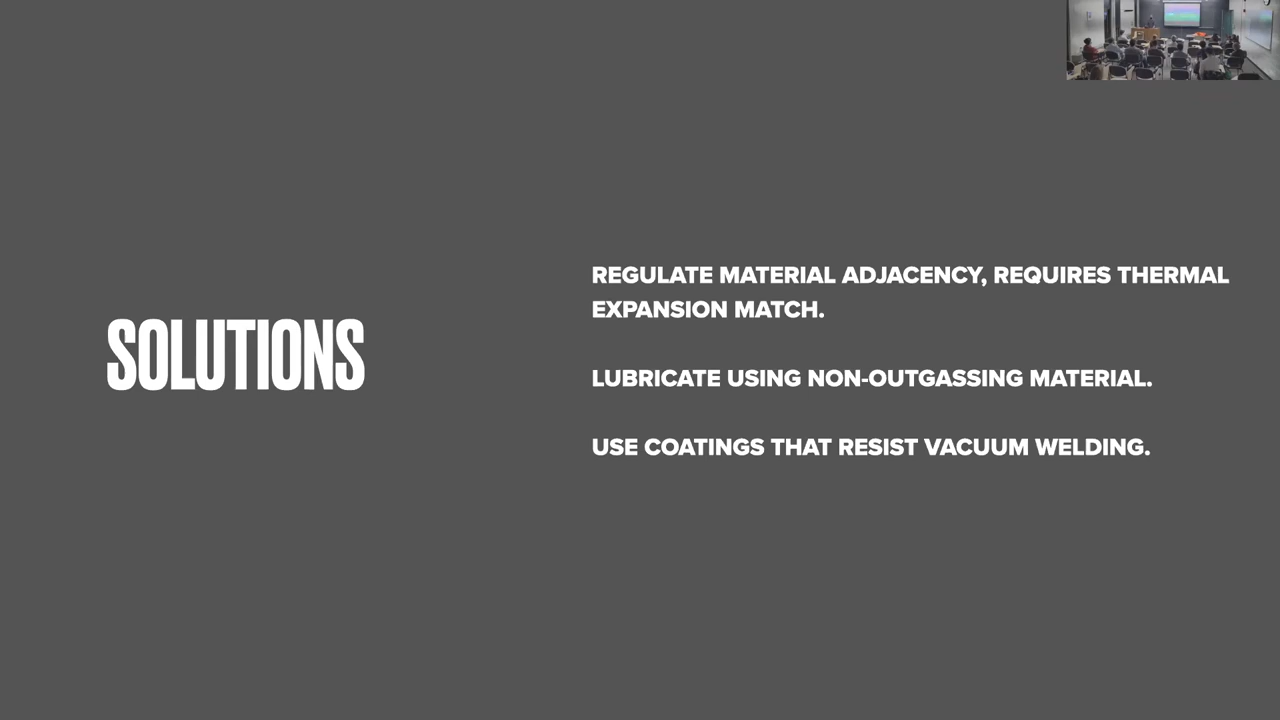 SOLUTIONS
REGULATE MATERIAL ADJACENCY, REQUIRES THERMAL
EXPANSION MATCH.
LUBRICATE USING NON-OUTGASSING MATERIAL.
USE COATINGS THAT RESIST VACUUM WELDING.